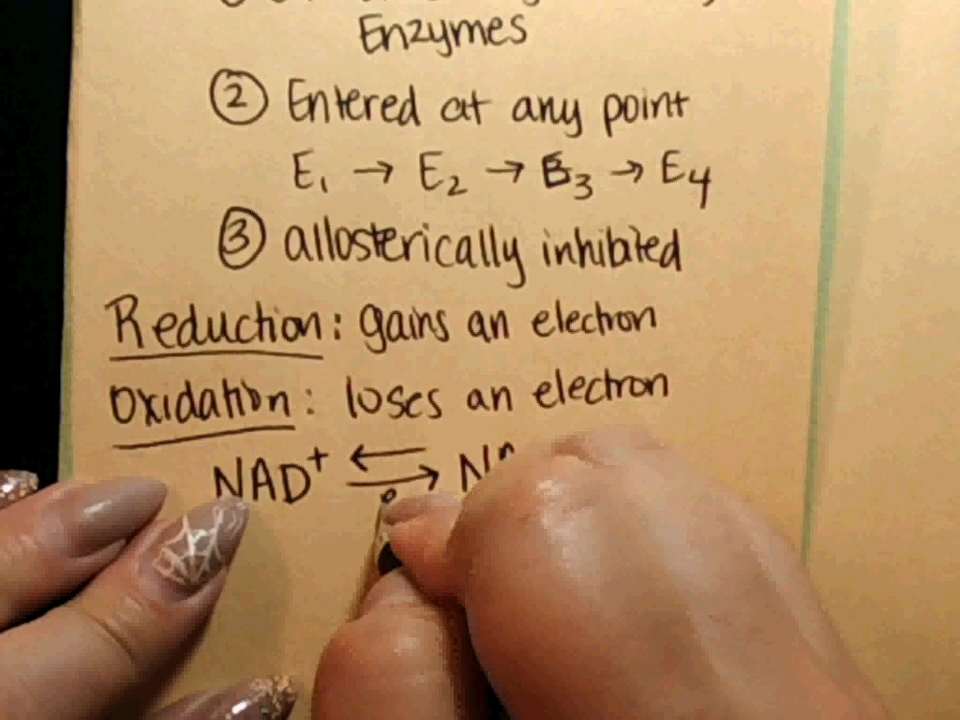 Enzymes
② Entered at any point
E₁ → E₂ → E₃ → E₄
③ allosterically inhibited
Reduction: gains an electron
Oxidation: loses an electron
NAD⁺ ⇄